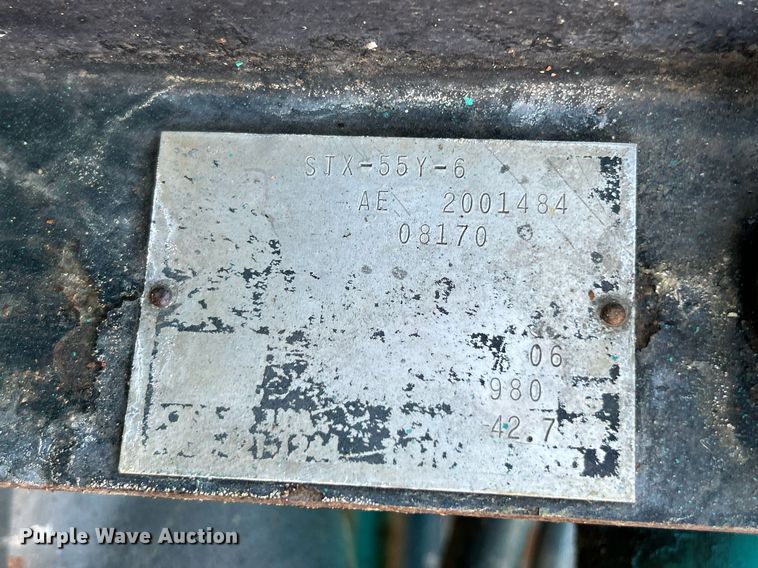 STX-55Y-6
AE 2001484
08170
06
980
42.7
Purple Wave Auction